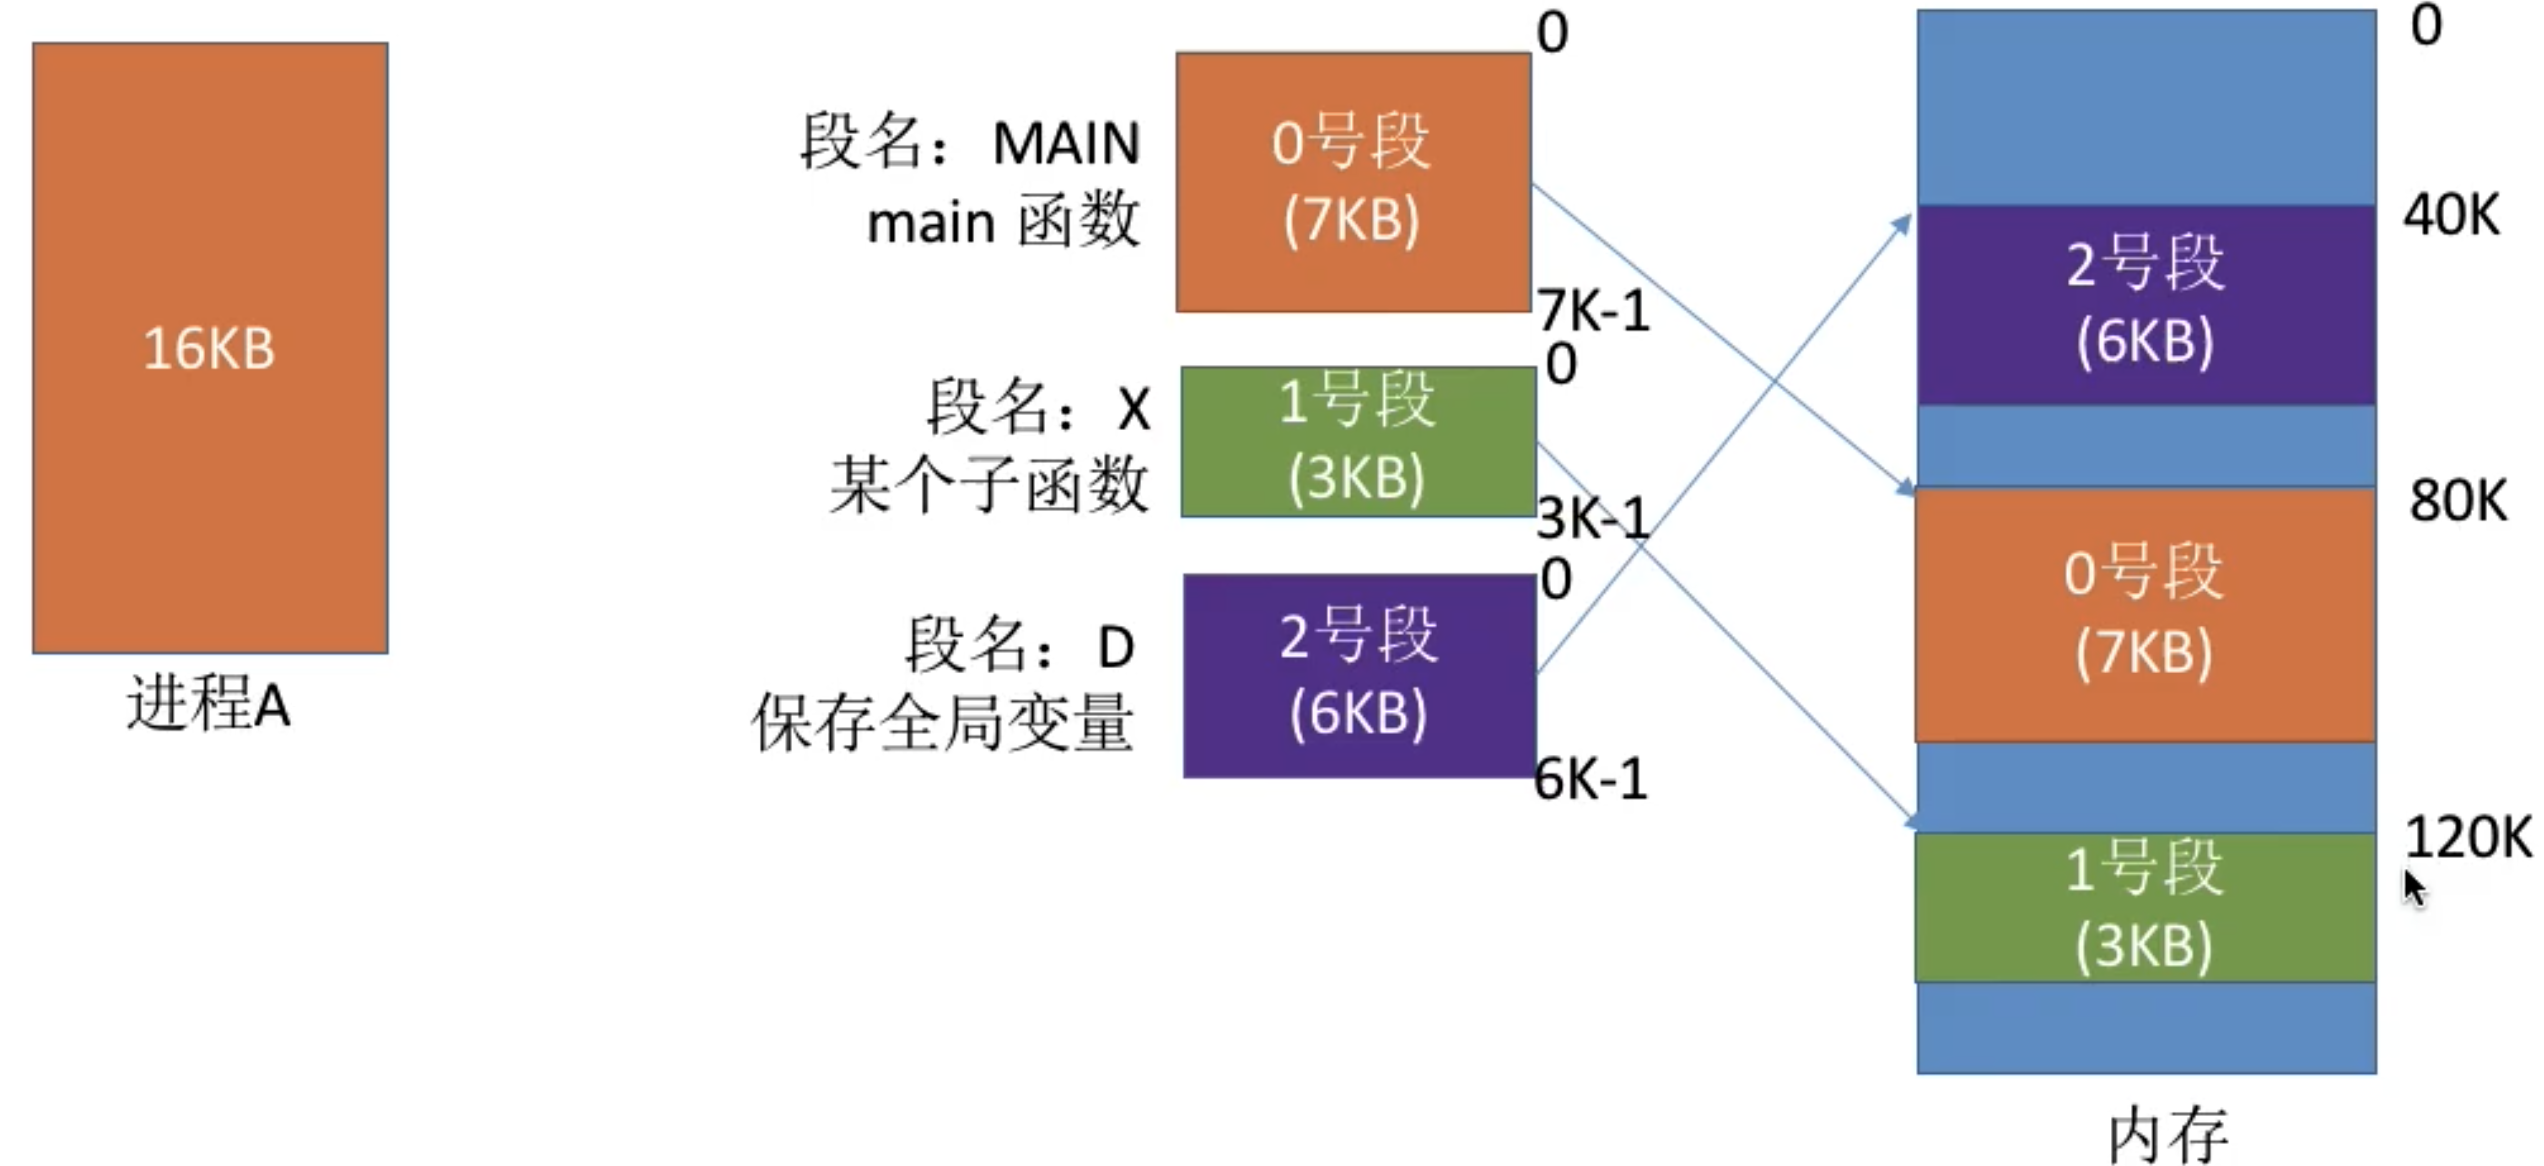 16KB
进程A
段名：MAIN
main 函数
0号段
(7KB)
0
7K-1
段名：X
某个子函数
1号段
(3KB)
0
3K-1
段名：D
保存全局变量
2号段
(6KB)
0
6K-1
0
40K
2号段
(6KB)
80K
0号段
(7KB)
120K
1号段
(3KB)
内存